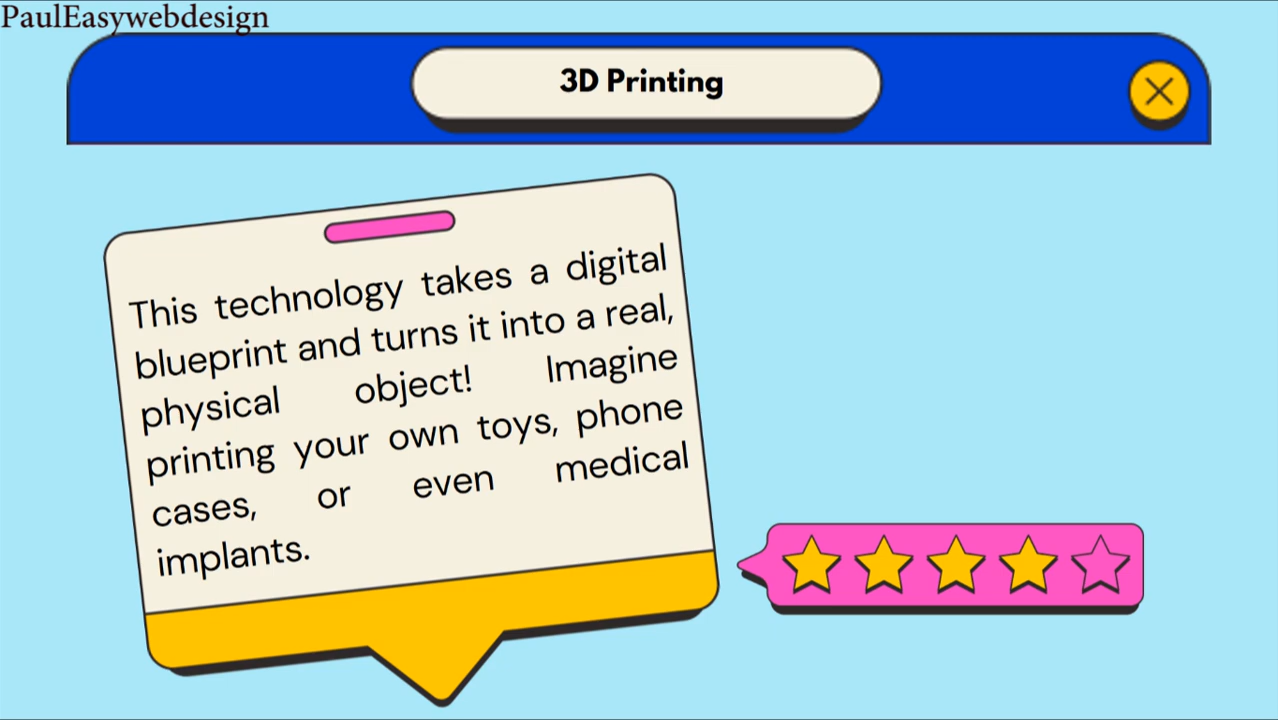 PaulEasywebdesign
3D Printing
This technology takes a digital
blueprint and turns it into a real,
physical object! Imagine
printing your own toys, phone
cases, or even medical
implants.